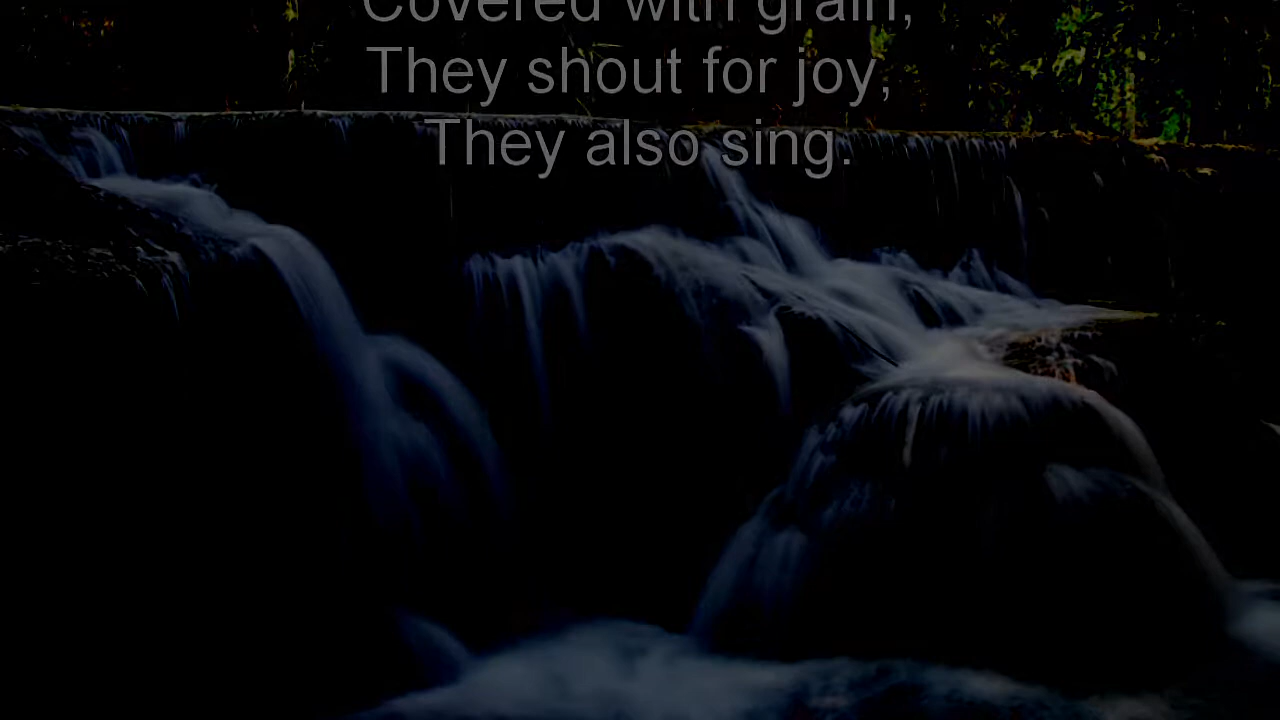 Covered with grain;
They shout for joy,
They also sing.